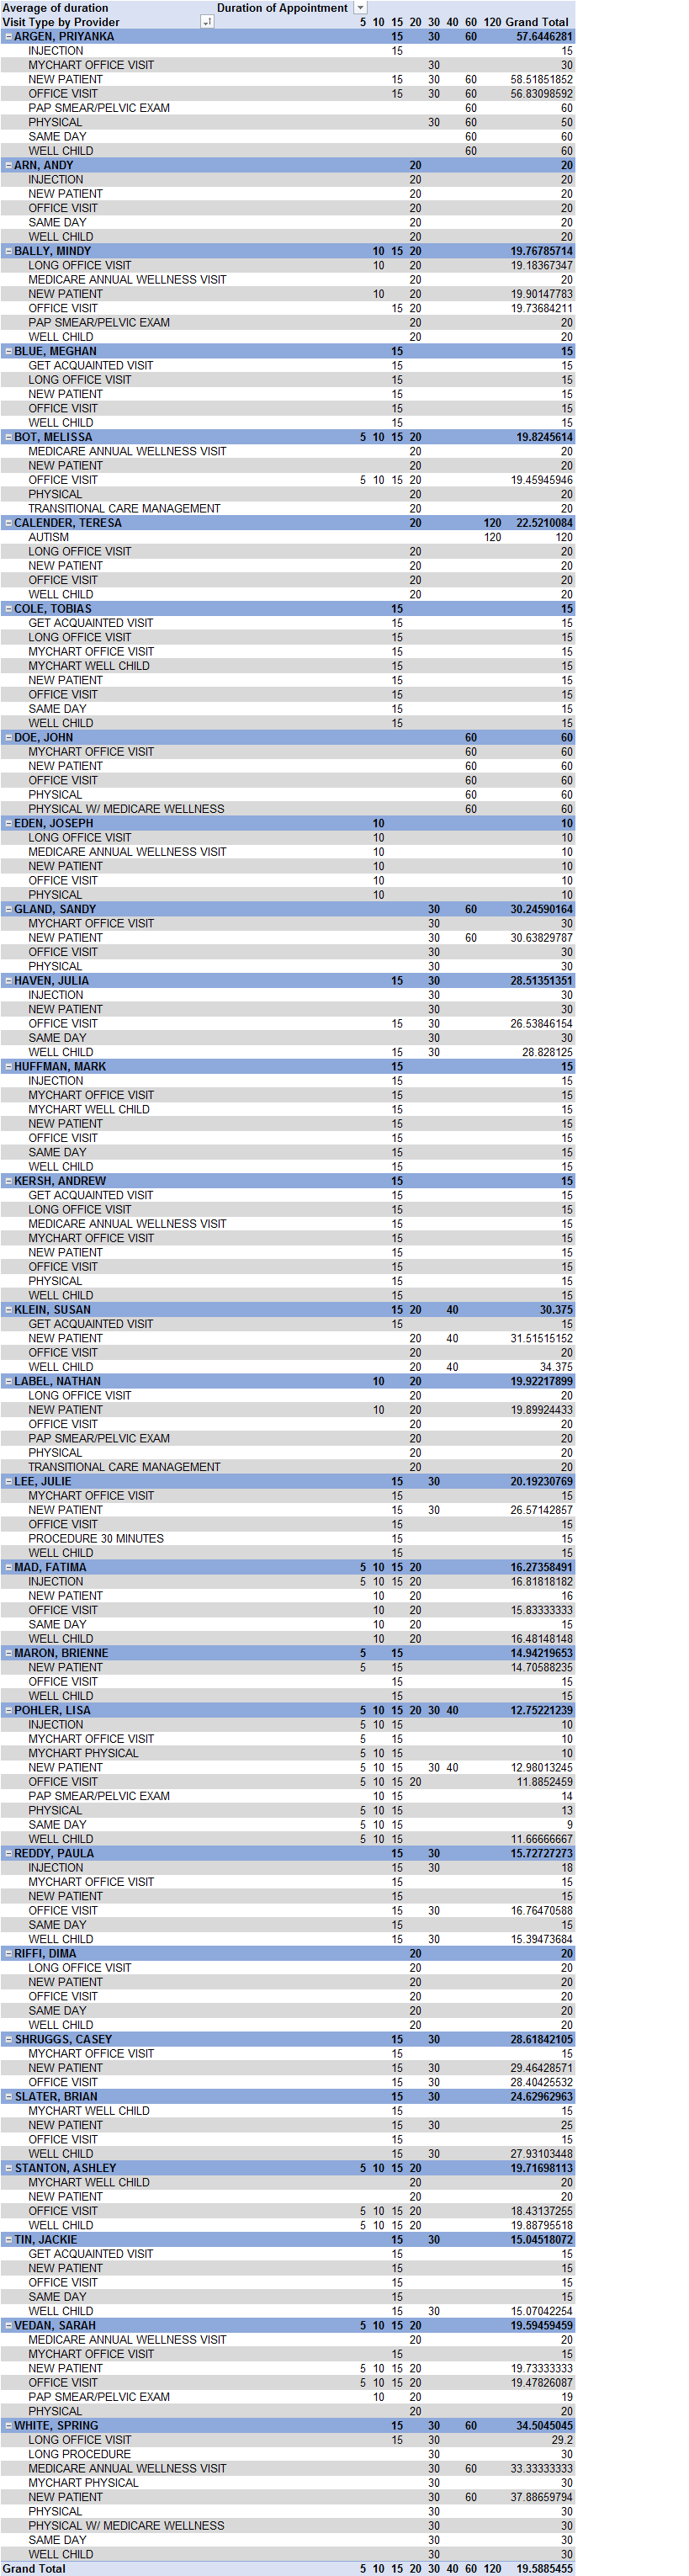 Average of duration Duration of Appointment
Visit Type by Provider 5 10 15 20 30 40 60 120 Grand Total
ARGEN, PRIYANKA 15 30 60 57.6446281
INJECTION 15 15
MYCHART OFFICE VISIT 30 30
NEW PATIENT 15 30 60 58.51851852
OFFICE VISIT 15 30 60 56.83098592
PAP SMEAR/PELVIC EXAM 60 60
PHYSICAL 30 60 50
SAME DAY 60 60
WELL CHILD 60 60
ARN, ANDY 20 20
INJECTION 20 20
NEW PATIENT 20 20
OFFICE VISIT 20 20
SAME DAY 20 20
WELL CHILD 20 20
BALLY, MINDY 10 15 20 19.76785714
LONG OFFICE VISIT 10 20 19.18367347
MEDICARE ANNUAL WELLNESS VISIT 20 20
NEW PATIENT 10 20 19.90147783
OFFICE VISIT 15 20 19.73684211
PAP SMEAR/PELVIC EXAM 20 20
WELL CHILD 20 20
BLUE, MEGHAN 15 15
GET ACQUAINTED VISIT 15 15
LONG OFFICE VISIT 15 15
NEW PATIENT 15 15
OFFICE VISIT 15 15
WELL CHILD 15 15
BOT, MELISSA 5 10 15 20 19.8245614
MEDICARE ANNUAL WELLNESS VISIT 20 20
NEW PATIENT 20 20
OFFICE VISIT 5 10 15 20 19.45945946
PHYSICAL 20 20
TRANSITIONAL CARE MANAGEMENT 20 20
CALENDER, TERESA 20 120 22.5210084
AUTISM 120 120
LONG OFFICE VISIT 20 20
NEW PATIENT 20 20
OFFICE VISIT 20 20
WELL CHILD 20 20
COLE, TOBIAS 15 15
GET ACQUAINTED VISIT 15 15
LONG OFFICE VISIT 15 15
MYCHART OFFICE VISIT 15 15
MYCHART WELL CHILD 15 15
NEW PATIENT 15 15
OFFICE VISIT 15 15
SAME DAY 15 15
WELL CHILD 15 15
DOE, JOHN 60 60
MYCHART OFFICE VISIT 60 60
NEW PATIENT 60 60
OFFICE VISIT 60 60
PHYSICAL 60 60
PHYSICAL W/ MEDICARE WELLNESS 60 60
EDEN, JOSEPH 10 10
LONG OFFICE VISIT 10 10
MEDICARE ANNUAL WELLNESS VISIT 10 10
NEW PATIENT 10 10
OFFICE VISIT 10 10
PHYSICAL 10 10
GLAND, SANDY 30 60 30.24590164
MYCHART OFFICE VISIT 30 30
NEW PATIENT 30 60 30.63829787
OFFICE VISIT 30 30
PHYSICAL 30 30
HAVEN, JULIA 15 30 28.51351351
INJECTION 30 30
NEW PATIENT 30 30
OFFICE VISIT 15 30 26.53846154
SAME DAY 30 30
WELL CHILD 15 30 28.828125
HUFFMAN, MARK 15 15
INJECTION 15 15
MYCHART OFFICE VISIT 15 15
MYCHART WELL CHILD 15 15
NEW PATIENT 15 15
OFFICE VISIT 15 15
SAME DAY 15 15
WELL CHILD 15 15
KERSH, ANDREW 15 15
GET ACQUAINTED VISIT 15 15
LONG OFFICE VISIT 15 15
MEDICARE ANNUAL WELLNESS VISIT 15 15
MYCHART OFFICE VISIT 15 15
NEW PATIENT 15 15
OFFICE VISIT 15 15
PHYSICAL 15 15
WELL CHILD 15 15
KLEIN, SUSAN 15 20 40 30.375
GET ACQUAINTED VISIT 15 15
NEW PATIENT 20 40 31.51515152
OFFICE VISIT 20 20
WELL CHILD 20 40 34.375
LABEL, NATHAN 10 20 19.92217899
LONG OFFICE VISIT 20 20
NEW PATIENT 10 20 19.89924433
OFFICE VISIT 20 20
PAP SMEAR/PELVIC EXAM 20 20
PHYSICAL 20 20
TRANSITIONAL CARE MANAGEMENT 20 20
LEE, JULIE 15 30 20.19230769
MYCHART OFFICE VISIT 15 15
NEW PATIENT 15 30 26.57142857
OFFICE VISIT 15 15
PROCEDURE 30 MINUTES 15 15
WELL CHILD 15 15
MAD, FATIMA 5 10 15 20 16.27358491
INJECTION 5 10 15 20 16.81818182
NEW PATIENT 10 20 16
OFFICE VISIT 10 20 15.83333333
SAME DAY 10 20 15
WELL CHILD 10 20 16.48148148
MARON, BRIENNE 5 15 14.94219653
NEW PATIENT 5 15 14.70588235
OFFICE VISIT 15 15
WELL CHILD 15 15
POHLER, LISA 5 10 15 20 30 40 12.75221239
INJECTION 5 10 15 10
MYCHART OFFICE VISIT 5 15 10
MYCHART PHYSICAL 5 10 15 10
NEW PATIENT 5 10 15 30 40 12.98013245
OFFICE VISIT 5 10 15 20 11.8852459
PAP SMEAR/PELVIC EXAM 10 15 14
PHYSICAL 5 10 15 13
SAME DAY 5 10 15 9
WELL CHILD 5 10 15 11.66666667
REDDY, PAULA 15 30 15.72727273
INJECTION 15 30 18
MYCHART OFFICE VISIT 15 15
NEW PATIENT 15 15
OFFICE VISIT 15 30 16.76470588
SAME DAY 15 15
WELL CHILD 15 30 15.39473684
RIFFI, DIMA 20 20
LONG OFFICE VISIT 20 20
NEW PATIENT 20 20
OFFICE VISIT 20 20
SAME DAY 20 20
WELL CHILD 20 20
SHRUGGS, CASEY 15 30 28.61842105
MYCHART OFFICE VISIT 15 15
NEW PATIENT 15 30 29.46428571
OFFICE VISIT 15 30 28.40425532
SLATER, BRIAN 15 30 24.62962963
MYCHART WELL CHILD 15 15
NEW PATIENT 15 30 25
OFFICE VISIT 15 15
WELL CHILD 15 30 27.93103448
STANTON, ASHLEY 5 10 15 20 19.71698113
MYCHART WELL CHILD 20 20
NEW PATIENT 20 20
OFFICE VISIT 5 10 15 20 18.43137255
WELL CHILD 5 10 15 20 19.88795518
TIN, JACKIE 15 30 15.04518072
GET ACQUAINTED VISIT 15 15
NEW PATIENT 15 15
OFFICE VISIT 15 15
SAME DAY 15 15
WELL CHILD 15 30 15.07042254
VEDAN, SARAH 5 10 15 20 19.59459459
MEDICARE ANNUAL WELLNESS VISIT 20 20
MYCHART OFFICE VISIT 15 15
NEW PATIENT 5 10 15 20 19.73333333
OFFICE VISIT 5 10 15 20 19.47826087
PAP SMEAR/PELVIC EXAM 10 20 19
PHYSICAL 20 20
WHITE, SPRING 15 30 60 34.5045045
LONG OFFICE VISIT 15 30 29.2
LONG PROCEDURE 30 30
MEDICARE ANNUAL WELLNESS VISIT 30 60 33.33333333
MYCHART PHYSICAL 30 30
NEW PATIENT 30 60 37.88659794
PHYSICAL 30 30
PHYSICAL W/ MEDICARE WELLNESS 30 30
SAME DAY 30 30
WELL CHILD 30 30
Grand Total 5 10 15 20 30 40 60 120 19.5885455